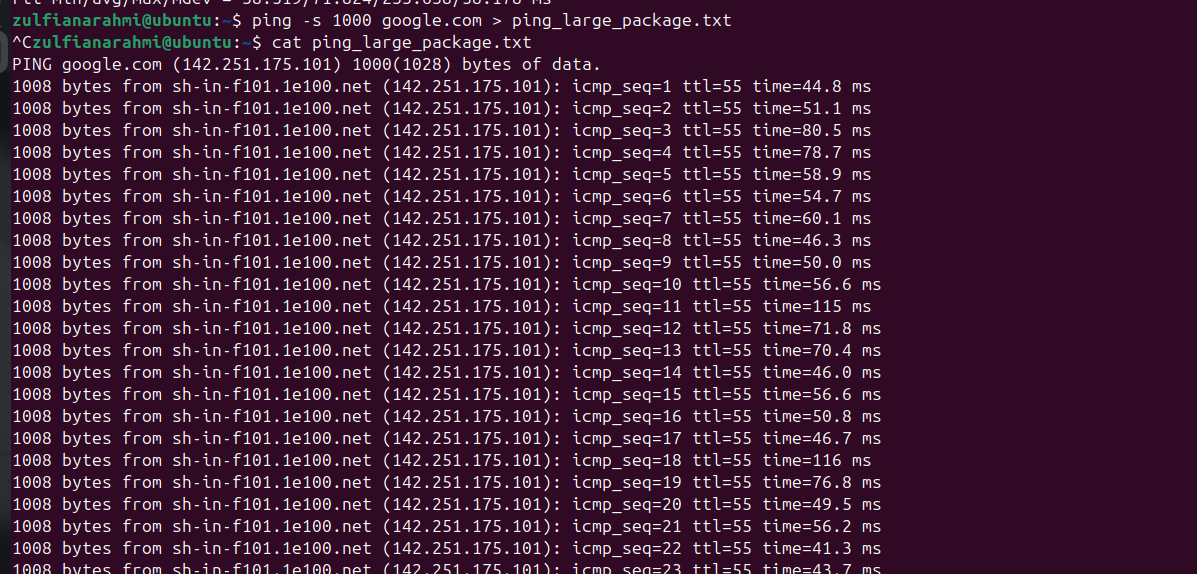 zulfianarahmi@ubuntu:~$ ping -s 1000 google.com > ping_large_package.txt
^Czulfianarahmi@ubuntu:~$ cat ping_large_package.txt
PING google.com (142.251.175.101) 1000(1028) bytes of data.
1008 bytes from sh-in-f101.1e100.net (142.251.175.101): icmp_seq=1 ttl=55 time=44.8 ms
1008 bytes from sh-in-f101.1e100.net (142.251.175.101): icmp_seq=2 ttl=55 time=51.1 ms
1008 bytes from sh-in-f101.1e100.net (142.251.175.101): icmp_seq=3 ttl=55 time=80.5 ms
1008 bytes from sh-in-f101.1e100.net (142.251.175.101): icmp_seq=4 ttl=55 time=78.7 ms
1008 bytes from sh-in-f101.1e100.net (142.251.175.101): icmp_seq=5 ttl=55 time=58.9 ms
1008 bytes from sh-in-f101.1e100.net (142.251.175.101): icmp_seq=6 ttl=55 time=54.7 ms
1008 bytes from sh-in-f101.1e100.net (142.251.175.101): icmp_seq=7 ttl=55 time=60.1 ms
1008 bytes from sh-in-f101.1e100.net (142.251.175.101): icmp_seq=8 ttl=55 time=46.3 ms
1008 bytes from sh-in-f101.1e100.net (142.251.175.101): icmp_seq=9 ttl=55 time=50.0 ms
1008 bytes from sh-in-f101.1e100.net (142.251.175.101): icmp_seq=10 ttl=55 time=56.6 ms
1008 bytes from sh-in-f101.1e100.net (142.251.175.101): icmp_seq=11 ttl=55 time=115 ms
1008 bytes from sh-in-f101.1e100.net (142.251.175.101): icmp_seq=12 ttl=55 time=71.8 ms
1008 bytes from sh-in-f101.1e100.net (142.251.175.101): icmp_seq=13 ttl=55 time=70.4 ms
1008 bytes from sh-in-f101.1e100.net (142.251.175.101): icmp_seq=14 ttl=55 time=46.0 ms
1008 bytes from sh-in-f101.1e100.net (142.251.175.101): icmp_seq=15 ttl=55 time=56.6 ms
1008 bytes from sh-in-f101.1e100.net (142.251.175.101): icmp_seq=16 ttl=55 time=50.8 ms
1008 bytes from sh-in-f101.1e100.net (142.251.175.101): icmp_seq=17 ttl=55 time=46.7 ms
1008 bytes from sh-in-f101.1e100.net (142.251.175.101): icmp_seq=18 ttl=55 time=116 ms
1008 bytes from sh-in-f101.1e100.net (142.251.175.101): icmp_seq=19 ttl=55 time=76.8 ms
1008 bytes from sh-in-f101.1e100.net (142.251.175.101): icmp_seq=20 ttl=55 time=49.5 ms
1008 bytes from sh-in-f101.1e100.net (142.251.175.101): icmp_seq=21 ttl=55 time=56.2 ms
1008 bytes from sh-in-f101.1e100.net (142.251.175.101): icmp_seq=22 ttl=55 time=41.3 ms
1008 bytes from sh-in-f101.1e100.net (142.251.175.101): icmp_seq=23 ttl=55 time=43.7 ms